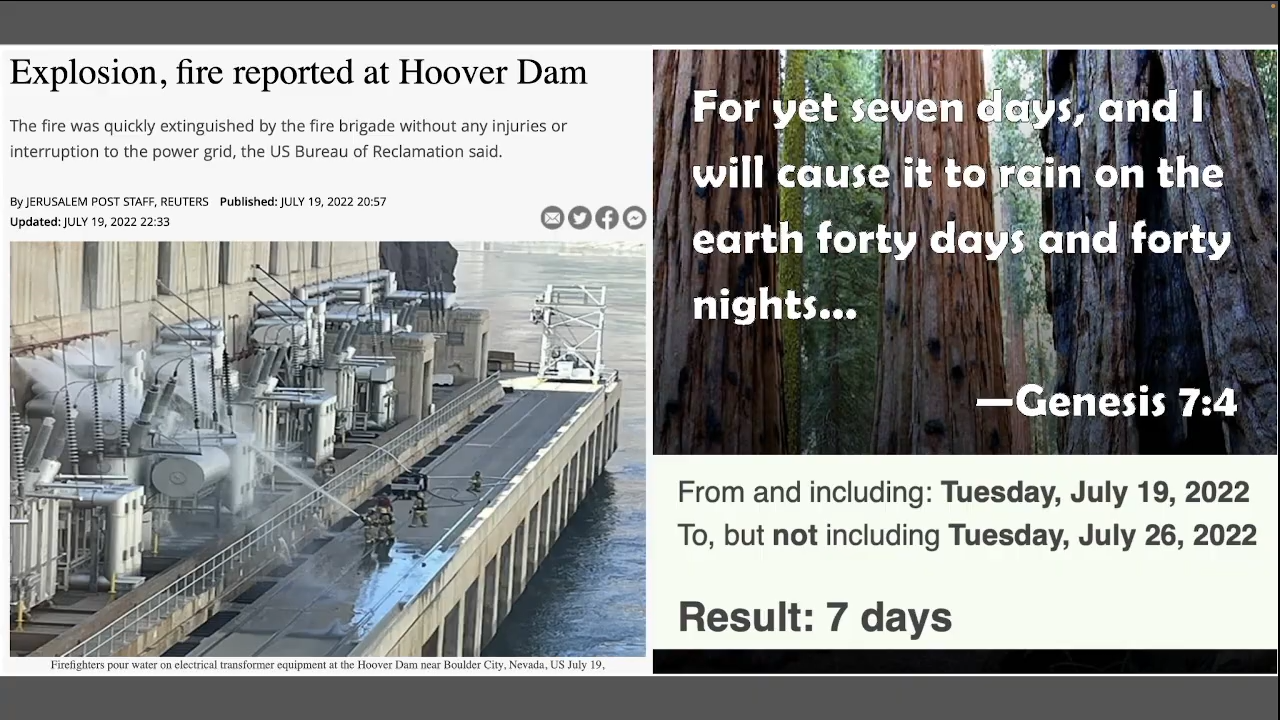 Explosion, fire reported at Hoover Dam
The fire was quickly extinguished by the fire brigade without any injuries or
interruption to the power grid, the US Bureau of Reclamation said.
By JERUSALEM POST STAFF, REUTERS Published: JULY 19, 2022 20:57
Updated: JULY 19, 2022 22:33
Firefighters pour water on electrical transformer equipment at the Hoover Dam near Boulder City, Nevada, US July 19,
For yet seven days, and I
will cause it to rain on the
earth forty days and forty
nights...
—Genesis 7:4
From and including: Tuesday, July 19, 2022
To, but not including Tuesday, July 26, 2022
Result: 7 days